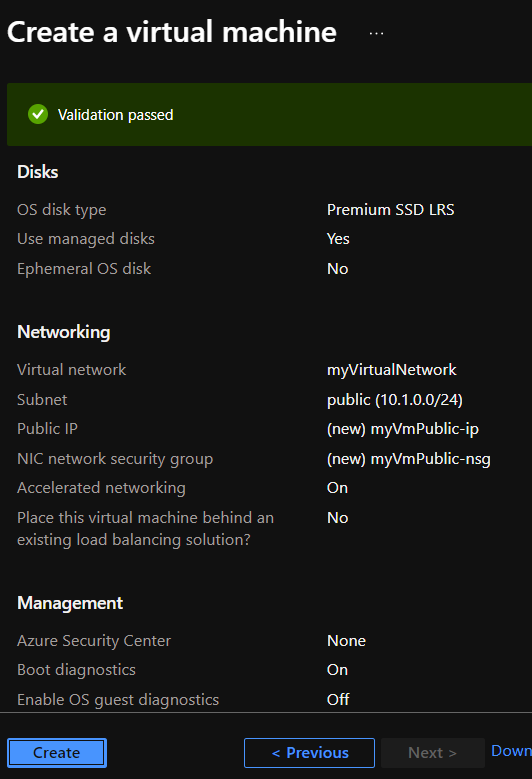 Create a virtual machine ...
Validation passed
Disks
OS disk type Premium SSD LRS
Use managed disks Yes
Ephemeral OS disk No
Networking
Virtual network myVirtualNetwork
Subnet public (10.1.0.0/24)
Public IP (new) myVmPublic-ip
NIC network security group (new) myVmPublic-nsg
Accelerated networking On
Place this virtual machine behind an No
existing load balancing solution?
Management
Azure Security Center None
Boot diagnostics On
Enable OS guest diagnostics Off
Create < Previous Next > Down